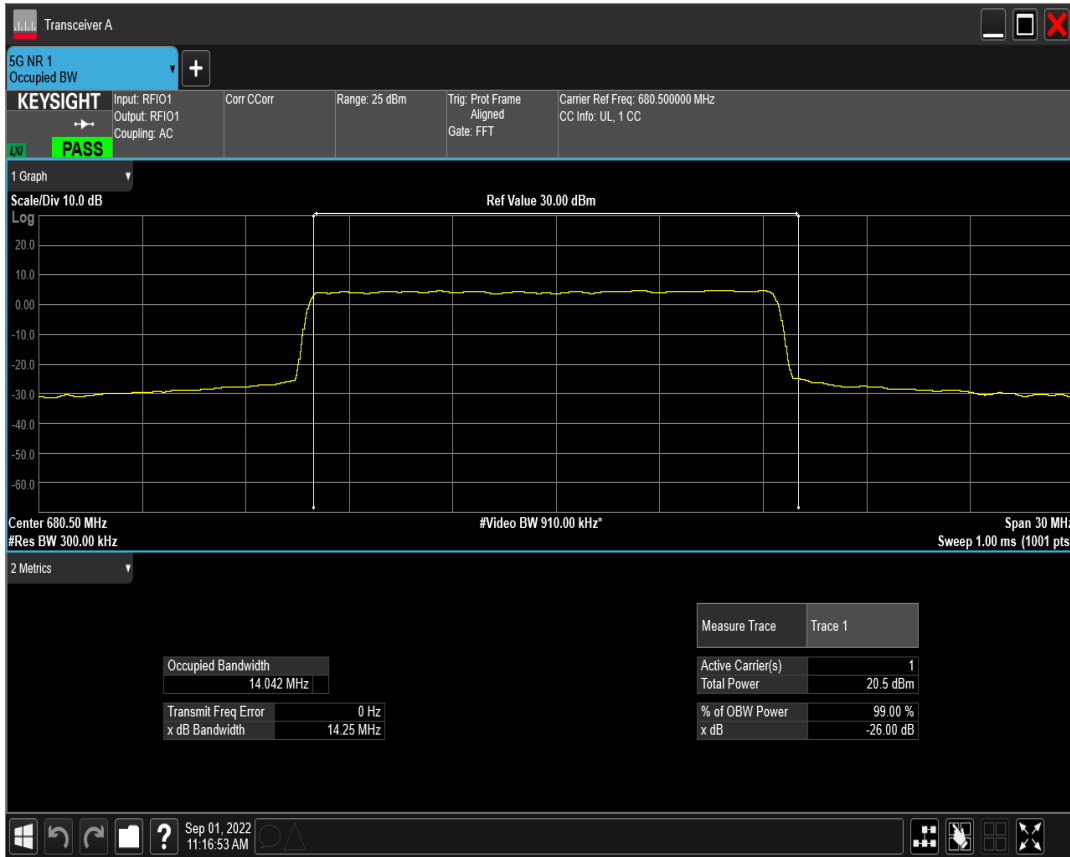 Transceiver A
5G NR 1
Occupied BW
+
KEYSIGHT
LXI
PASS
Input: RFIO1
Output: RFIO1
Coupling: AC
Corr CCorr
Range: 25 dBm
Trig: Prot Frame
Aligned
Gate: FFT
Carrier Ref Freq: 680.500000 MHz
CC Info: UL, 1 CC
1 Graph
Scale/Div 10.0 dB
Ref Value 30.00 dBm
Log
20.0
10.0
0.00
-10.0
-20.0
-30.0
-40.0
-50.0
-60.0
Center 680.50 MHz
#Video BW 910.00 kHz*
Span 30 MHz
#Res BW 300.00 kHz
Sweep 1.00 ms (1001 pts
2 Metrics
Measure Trace Trace 1
Occupied Bandwidth
14.042 MHz
Active Carrier(s) 1
Total Power 20.5 dBm
Transmit Freq Error 0 Hz
x dB Bandwidth 14.25 MHz
% of OBW Power 99.00 %
x dB -26.00 dB
?
Sep 01, 2022
11:16:53 AM